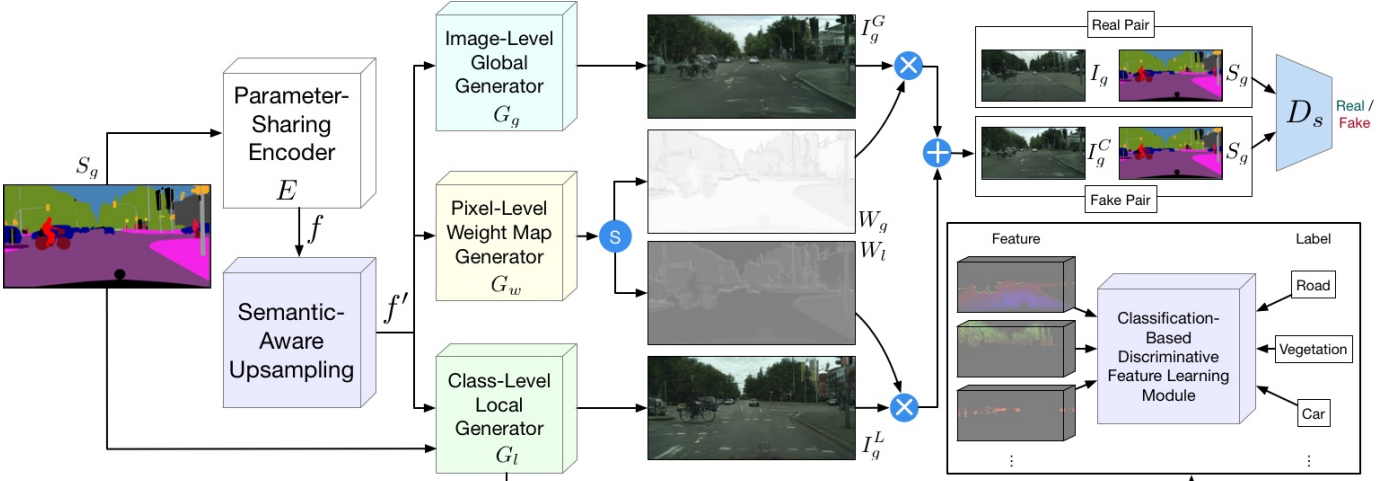 S_g
Parameter-
Sharing
Encoder
E
f
Semantic-
Aware
Upsampling
f′
Image-Level
Global
Generator
G_g
Pixel-Level
Weight Map
Generator
G_w
Class-Level
Local
Generator
G_l
S
I_g^G
W_g
W_l
I_g^L
×
+
×
Real Pair
I_g
S_g
I_g^C
S_g
Fake Pair
D_s
Real /
Fake
Feature
Label
Classification-
Based
Discriminative
Feature Learning
Module
Road
Vegetation
Car
⋮
⋮